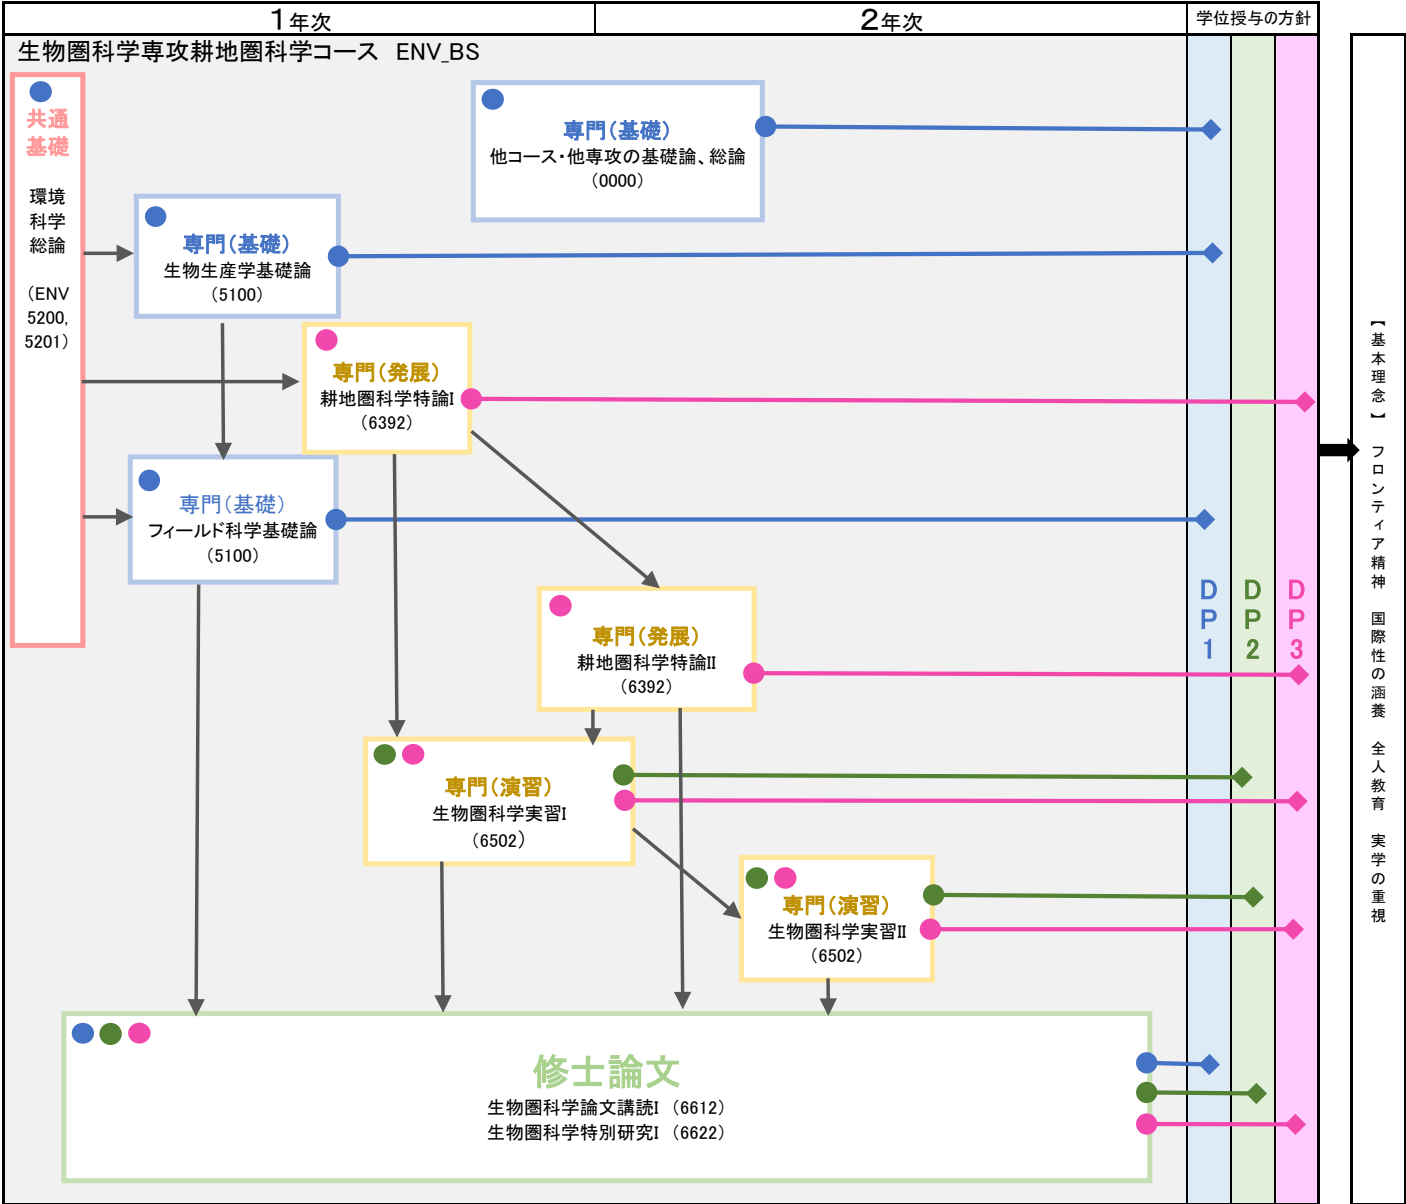 1年次
2年次
学位授与の方針
生物圏科学専攻耕地圏科学コース ENV_BS
共通
基礎
環境
科学
総論
（ENV
5200,
5201）
専門（基礎）
他コース・他専攻の基礎論、総論
（0000）
専門（基礎）
生物生産学基礎論
（5100）
専門（発展）
耕地圏科学特論I
（6392）
専門（基礎）
フィールド科学基礎論
（5100）
専門（発展）
耕地圏科学特論II
（6392）
専門（演習）
生物圏科学実習I
（6502）
専門（演習）
生物圏科学実習II
（6502）
修士論文
生物圏科学論文講読I （6612）
生物圏科学特別研究I （6622）
DP1
DP2
DP3
【基本理念】 フロンティア精神 国際性の涵養 全人教育 実学の重視